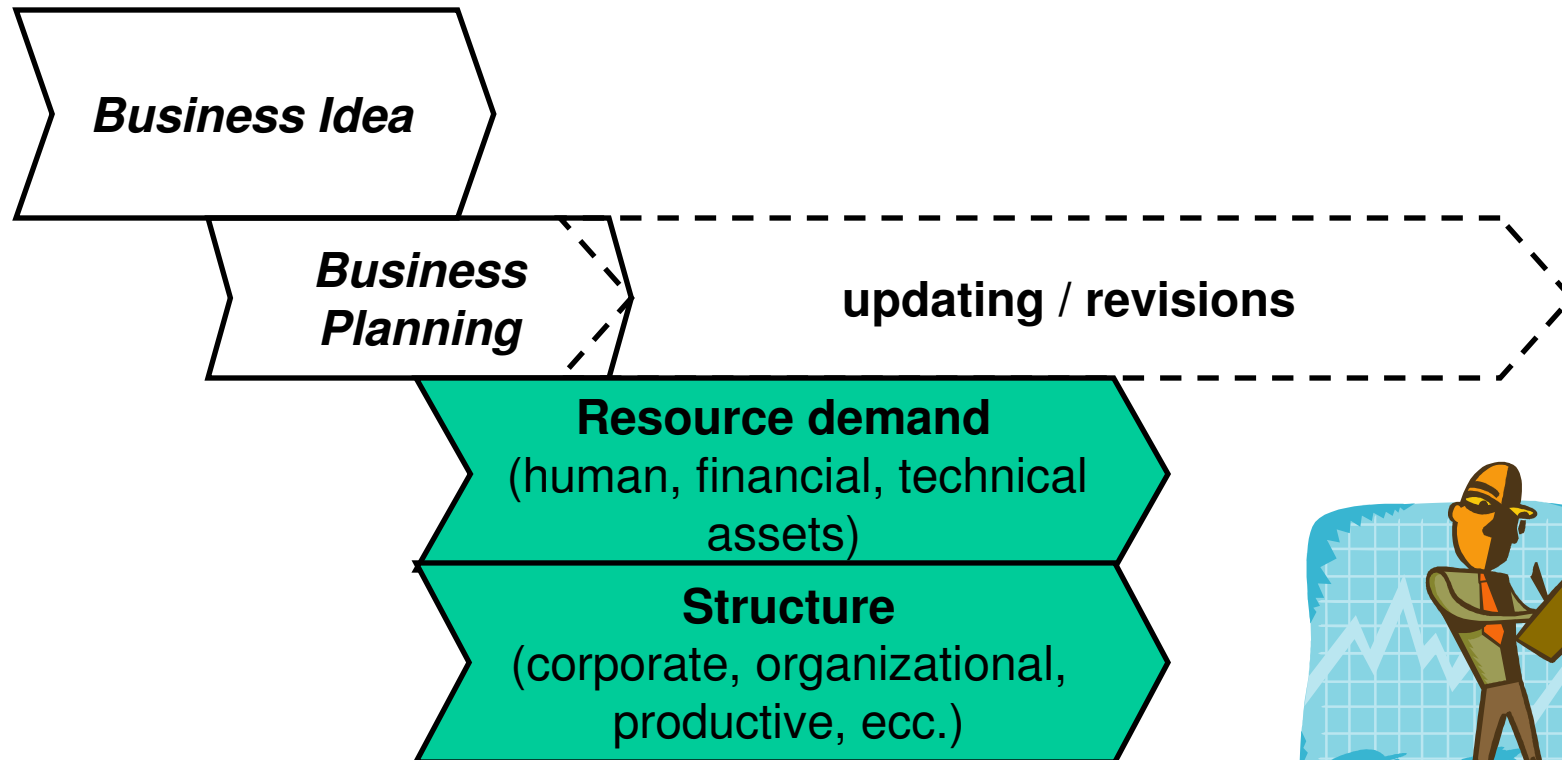 Business Idea
Business
Planning
updating / revisions
Resource demand
(human, financial, technical
assets)
Structure
(corporate, organizational,
productive, ecc.)